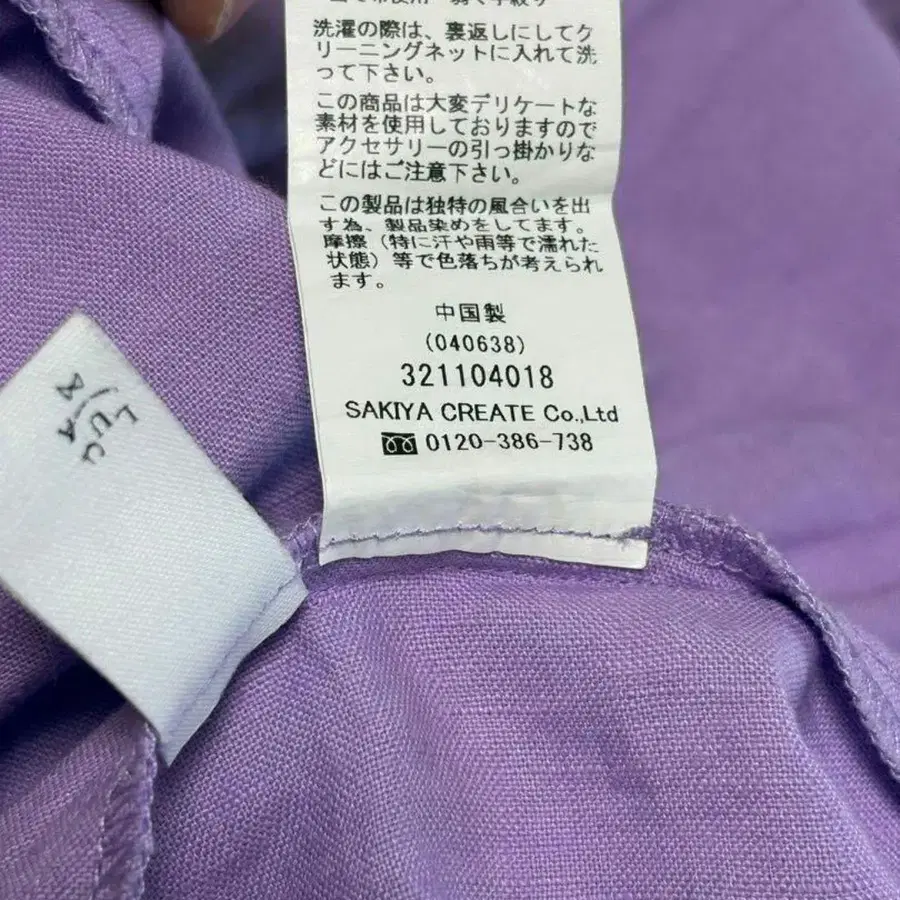 洗濯の際は、裏返しにしてク
リーニングネットに入れて洗
って下さい。
この商品は大変デリケートな
素材を使用しておりますので
アクセサリーの引っ掛かりな
どにはご注意下さい。
この製品は独特の風合いを出
す為、製品染めをしてます。
摩擦（特に汗や雨等で濡れた
状態）等で色落ちが考えられ
ます。
中国製
(040638)
321104018
SAKIYA CREATE Co.,Ltd
0120-386-738